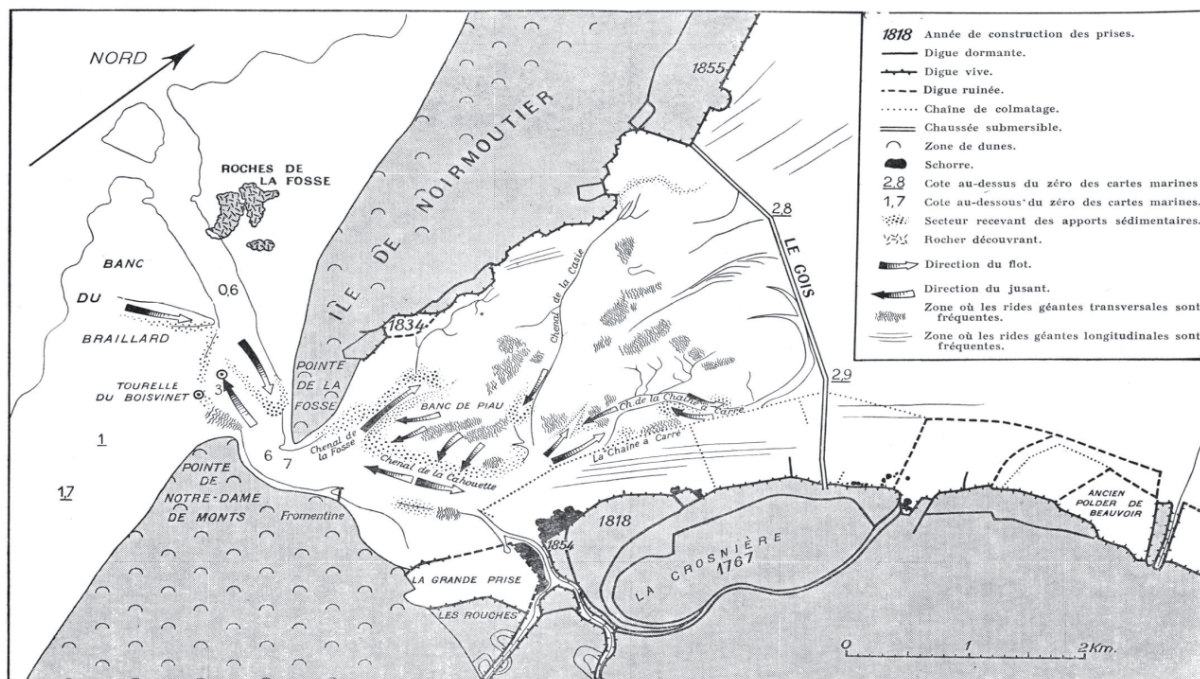 NORD
ROCHES DE
LA FOSSE
BANC
DU
BRAILLARD
0,6
TOURELLE
DU BOISVINET
3
1
1,7
6
7
POINTE
DE
NOTRE-DAME
DE MONTS
Fromentine
ILE DE NOIRMOUTIER
1855
1834
POINTE
DE LA
FOSSE
Chenal de
la Fosse
BANC DE PIAU
Chenal de la Cahouette
Chenal de la Casie
Ch. de la Chaîne à Carré
La Chaîne à Carré
2,8
LE GOIS
2,9
1818
1854
LA CROSNIÈRE
1767
LA GRANDE PRISE
LES ROUCHES
ANCIEN
POLDER DE
BEAUVOIR
0 1 2 Km.
1818 Année de construction des prises.
Digue dormante.
Digue vive.
Digue ruinée.
Chaîne de colmatage.
Chaussée submersible.
Zone de dunes.
Schorre.
2,8 Cote au-dessus du zéro des cartes marines
1,7 Cote au-dessous du zéro des cartes marines.
Secteur recevant des apports sédimentaires.
Rocher découvrant.
Direction du flot.
Direction du jusant.
Zone où les rides géantes transversales sont
fréquentes.
Zone où les rides géantes longitudinales sont
fréquentes.